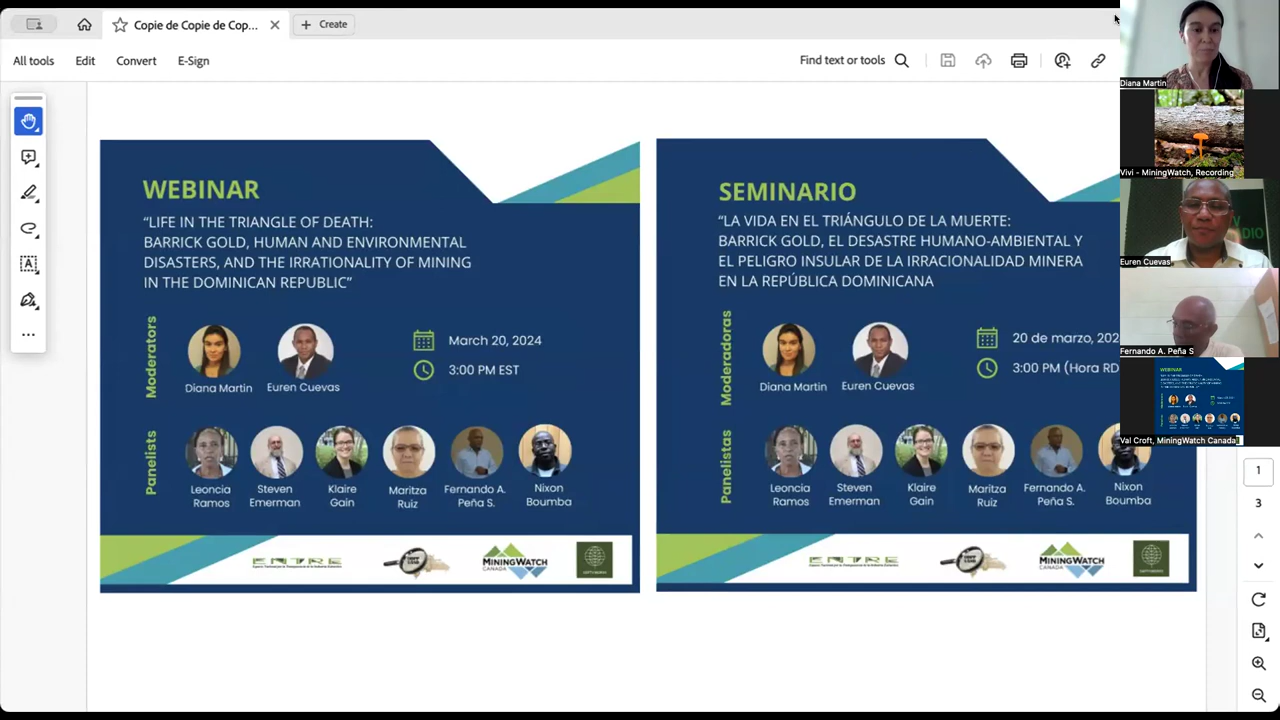 Copie de Copie de Cop...
Create
All tools
Edit
Convert
E-Sign
Find text or tools
WEBINAR
“LIFE IN THE TRIANGLE OF DEATH:
BARRICK GOLD, HUMAN AND ENVIRONMENTAL
DISASTERS, AND THE IRRATIONALITY OF MINING
IN THE DOMINICAN REPUBLIC”
Moderators
Diana Martin
Euren Cuevas
March 20, 2024
3:00 PM EST
Panelists
Leoncia
Ramos
Steven
Emerman
Klaire
Gain
Maritza
Ruiz
Fernando A.
Peña S.
Nixon
Boumba
ENTRE
MININGWATCH
CANADA
SEMINARIO
“LA VIDA EN EL TRIÁNGULO DE LA MUERTE:
BARRICK GOLD, EL DESASTRE HUMANO-AMBIENTAL Y
EL PELIGRO INSULAR DE LA IRRACIONALIDAD MINERA
EN LA REPÚBLICA DOMINICANA
Moderadoras
Diana Martin
Euren Cuevas
20 de marzo, 202
3:00 PM (Hora RD
Panelistas
Leoncia
Ramos
Steven
Emerman
Klaire
Gain
Maritza
Ruiz
Fernando A.
Peña S.
Nixon
Boumba
ENTRE
MININGWATCH
CANADA
Diana Martin
Vivi - MiningWatch, Recording
Euren Cuevas
Fernando A. Peña S
WEBINAR
Val Croft, MiningWatch Canada
1
3